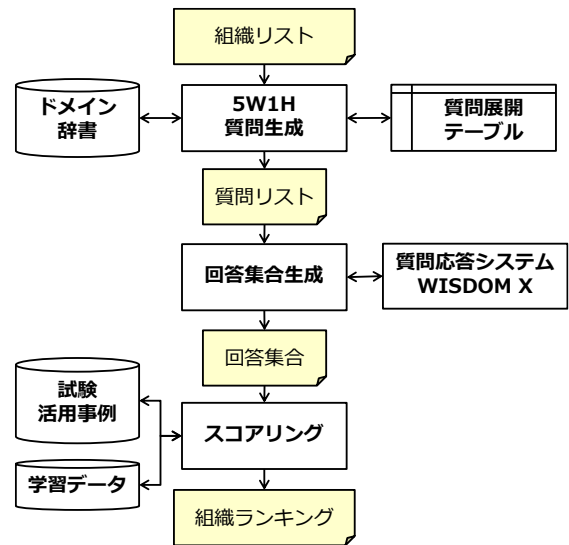 組織リスト
ドメイン
辞書
5W1H
質問生成
質問展開
テーブル
質問リスト
回答集合生成
質問応答システム
WISDOM X
回答集合
試験
活用事例
スコアリング
学習データ
組織ランキング